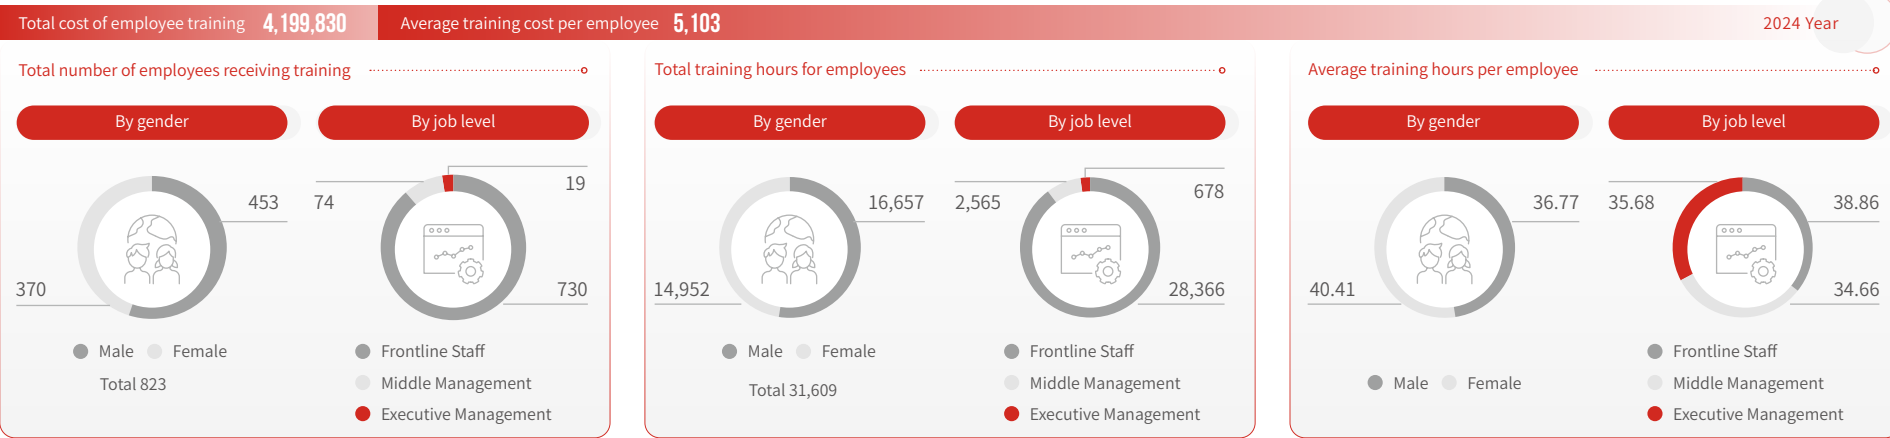 Total cost of employee training 4,199,830
Average training cost per employee 5,103
2024 Year
Total number of employees receiving training
By gender
453
370
Male Female
Total 823
By job level
19
74
730
Frontline Staff
Middle Management
Executive Management
Total training hours for employees
By gender
16,657
14,952
Male Female
Total 31,609
By job level
678
2,565
28,366
Frontline Staff
Middle Management
Executive Management
Average training hours per employee
By gender
36.77
40.41
Male Female
By job level
35.68
38.86
34.66
Frontline Staff
Middle Management
Executive Management